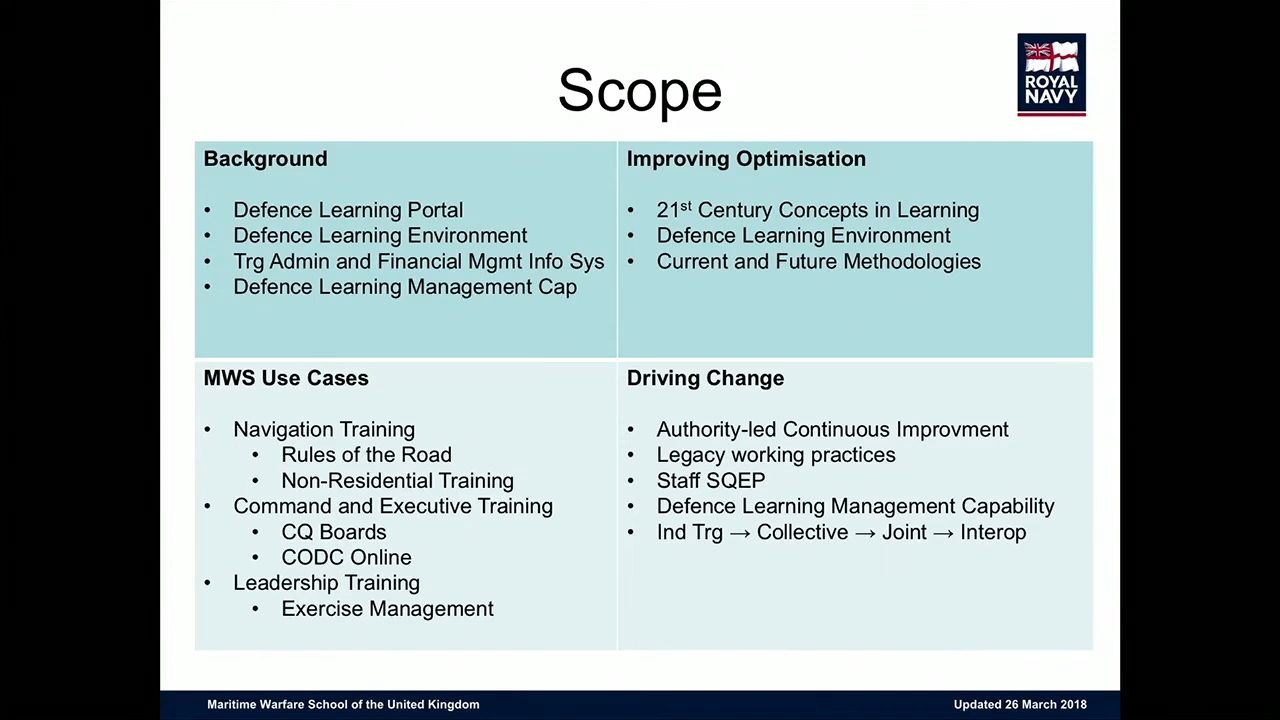 Scope
ROYAL
NAVY
Background
• Defence Learning Portal
• Defence Learning Environment
• Trg Admin and Financial Mgmt Info Sys
• Defence Learning Management Cap
Improving Optimisation
• 21st Century Concepts in Learning
• Defence Learning Environment
• Current and Future Methodologies
MWS Use Cases
• Navigation Training
• Rules of the Road
• Non-Residential Training
• Command and Executive Training
• CQ Boards
• CODC Online
• Leadership Training
• Exercise Management
Driving Change
• Authority-led Continuous Improvment
• Legacy working practices
• Staff SQEP
• Defence Learning Management Capability
• Ind Trg → Collective → Joint → Interop
Maritime Warfare School of the United Kingdom
Updated 26 March 2018